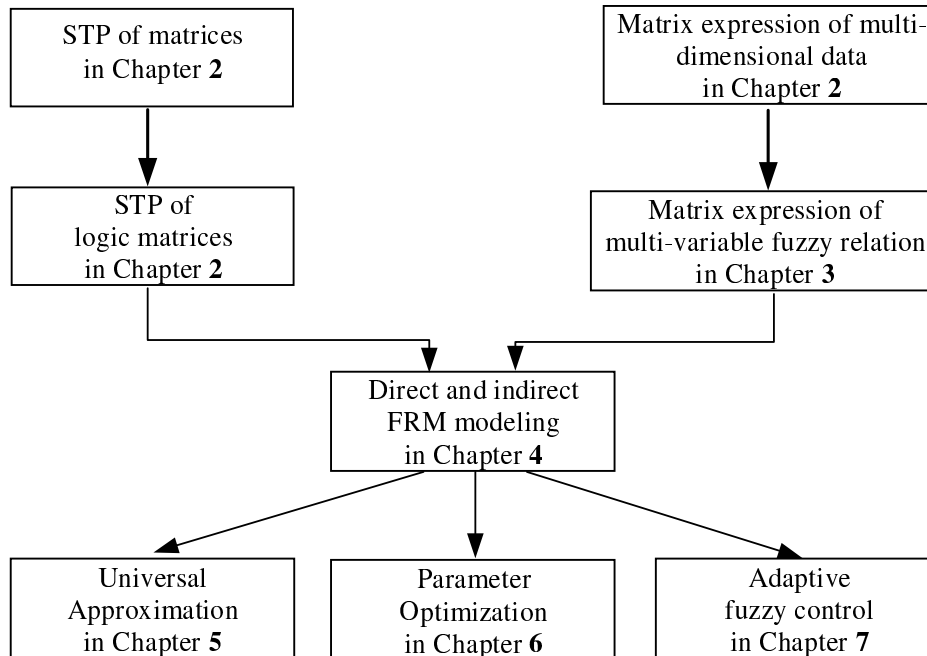 STP of matrices
in Chapter 2
Matrix expression of multi-
dimensional data
in Chapter 2
STP of
logic matrices
in Chapter 2
Matrix expression of
multi-variable fuzzy relation
in Chapter 3
Direct and indirect
FRM modeling
in Chapter 4
Universal
Approximation
in Chapter 5
Parameter
Optimization
in Chapter 6
Adaptive
fuzzy control
in Chapter 7